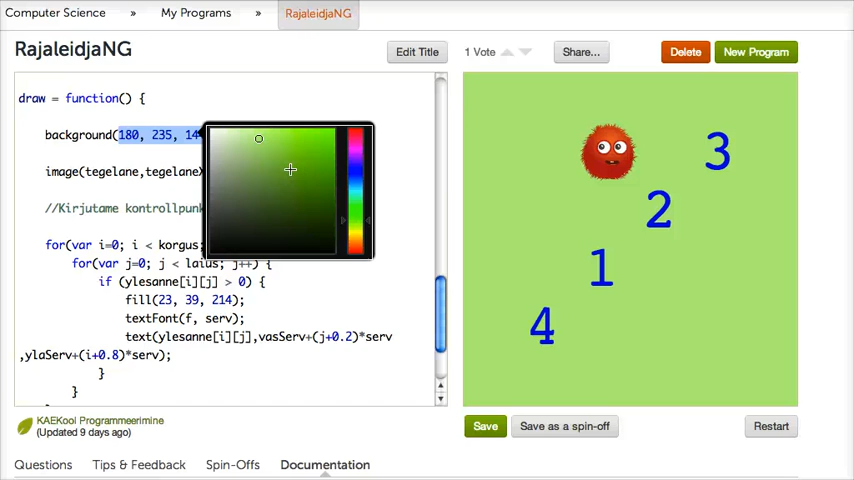 Computer Science » My Programs » RajaleidjaNG
RajaleidjaNG
Edit Title
1 Vote
Share...
Delete
New Program
draw = function() {
background(180, 235, 14
image(tegelane,tegelane
//Kirjutame kontrollpun
for(var i=0; i < korgus;
for(var j=0; j < laius; j++) {
if (ylesanne[i][j] > 0) {
fill(23, 39, 214);
textFont(f, serv);
text(ylesanne[i][j],vasServ+(j+0.2)*serv
,ylaServ+(i+0.8)*serv);
}
}
3
2
1
4
KAEKool Programmeerimine
(Updated 9 days ago)
Save
Save as a spin-off
Restart
Questions Tips & Feedback Spin-Offs Documentation